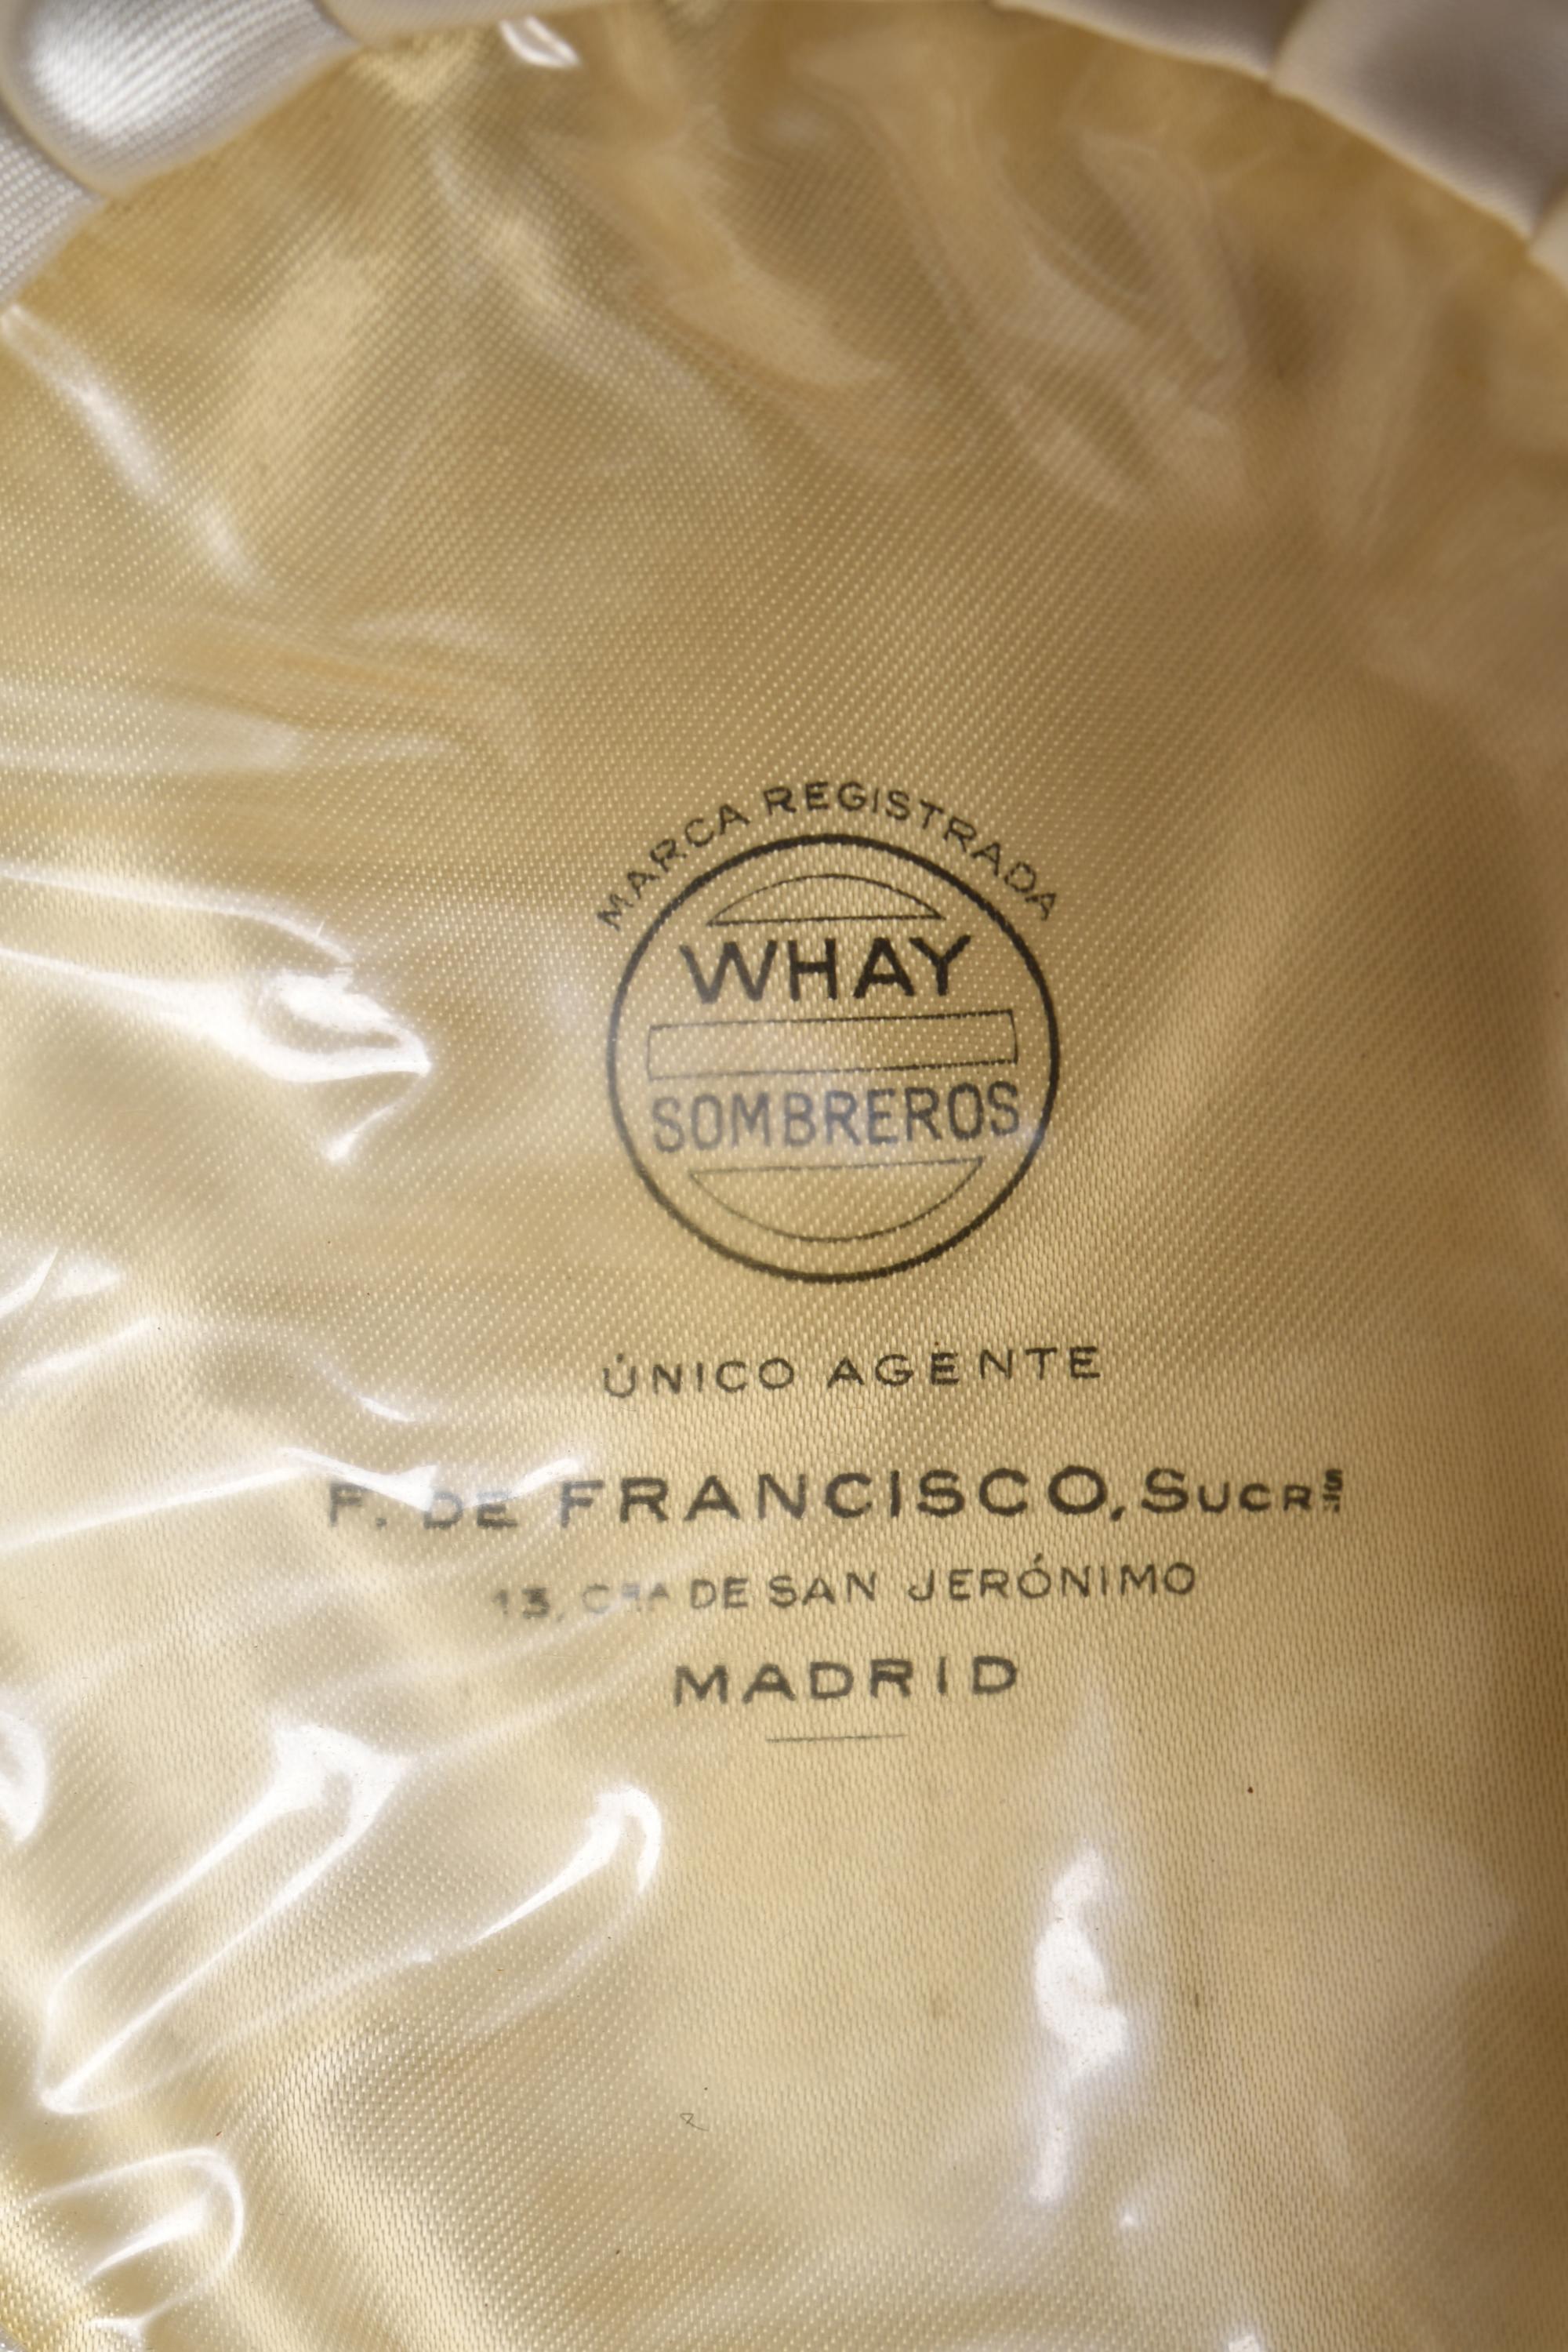 MARCA REGISTRADA
WHAY
SOMBREROS
ÚNICO AGENTE
F. DE FRANCISCO, SUCRS
13, CRA DE SAN JERÓNIMO
MADRID